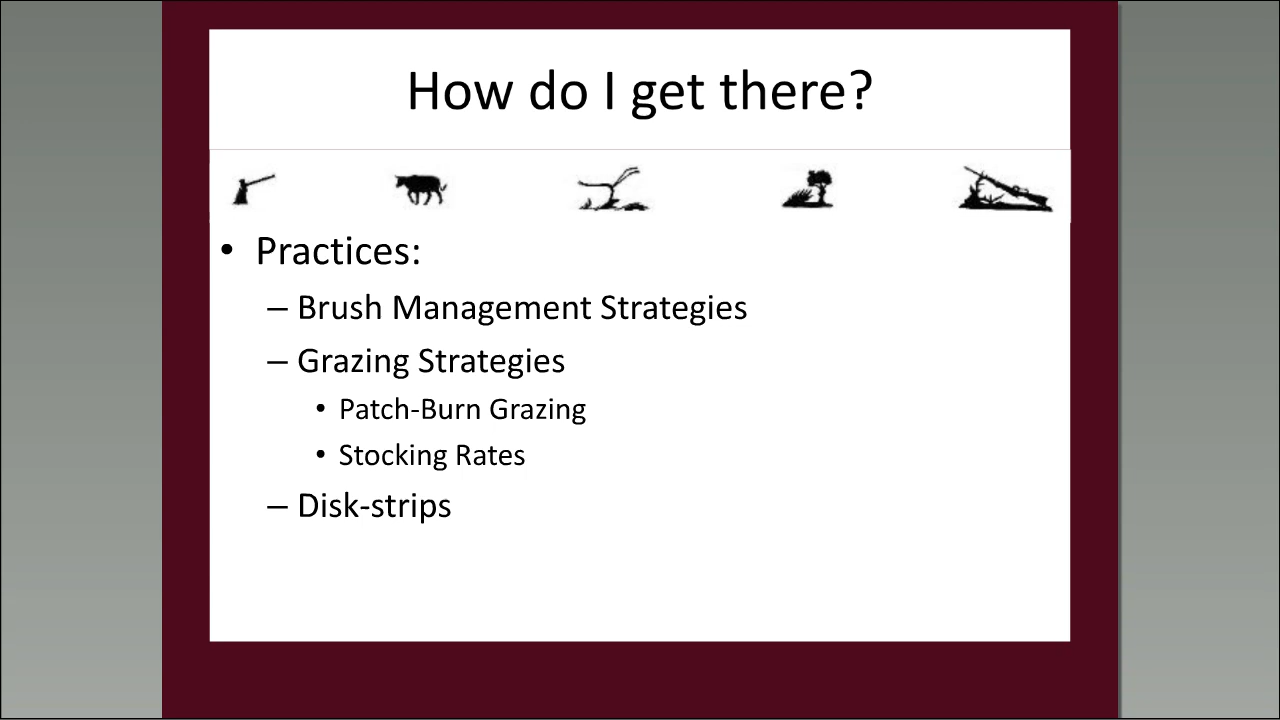 How do I get there?
• Practices:
– Brush Management Strategies
– Grazing Strategies
• Patch-Burn Grazing
• Stocking Rates
– Disk-strips